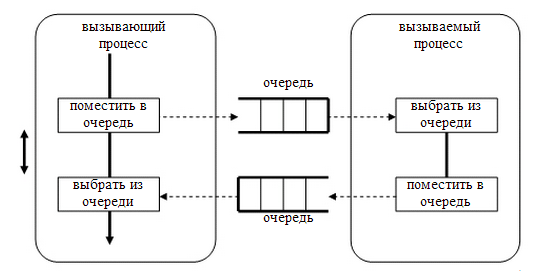 вызывающий
процесс
вызываемый
процесс
очередь
поместить в
очередь
выбрать из
очереди
выбрать из
очереди
поместить в
очередь
очередь